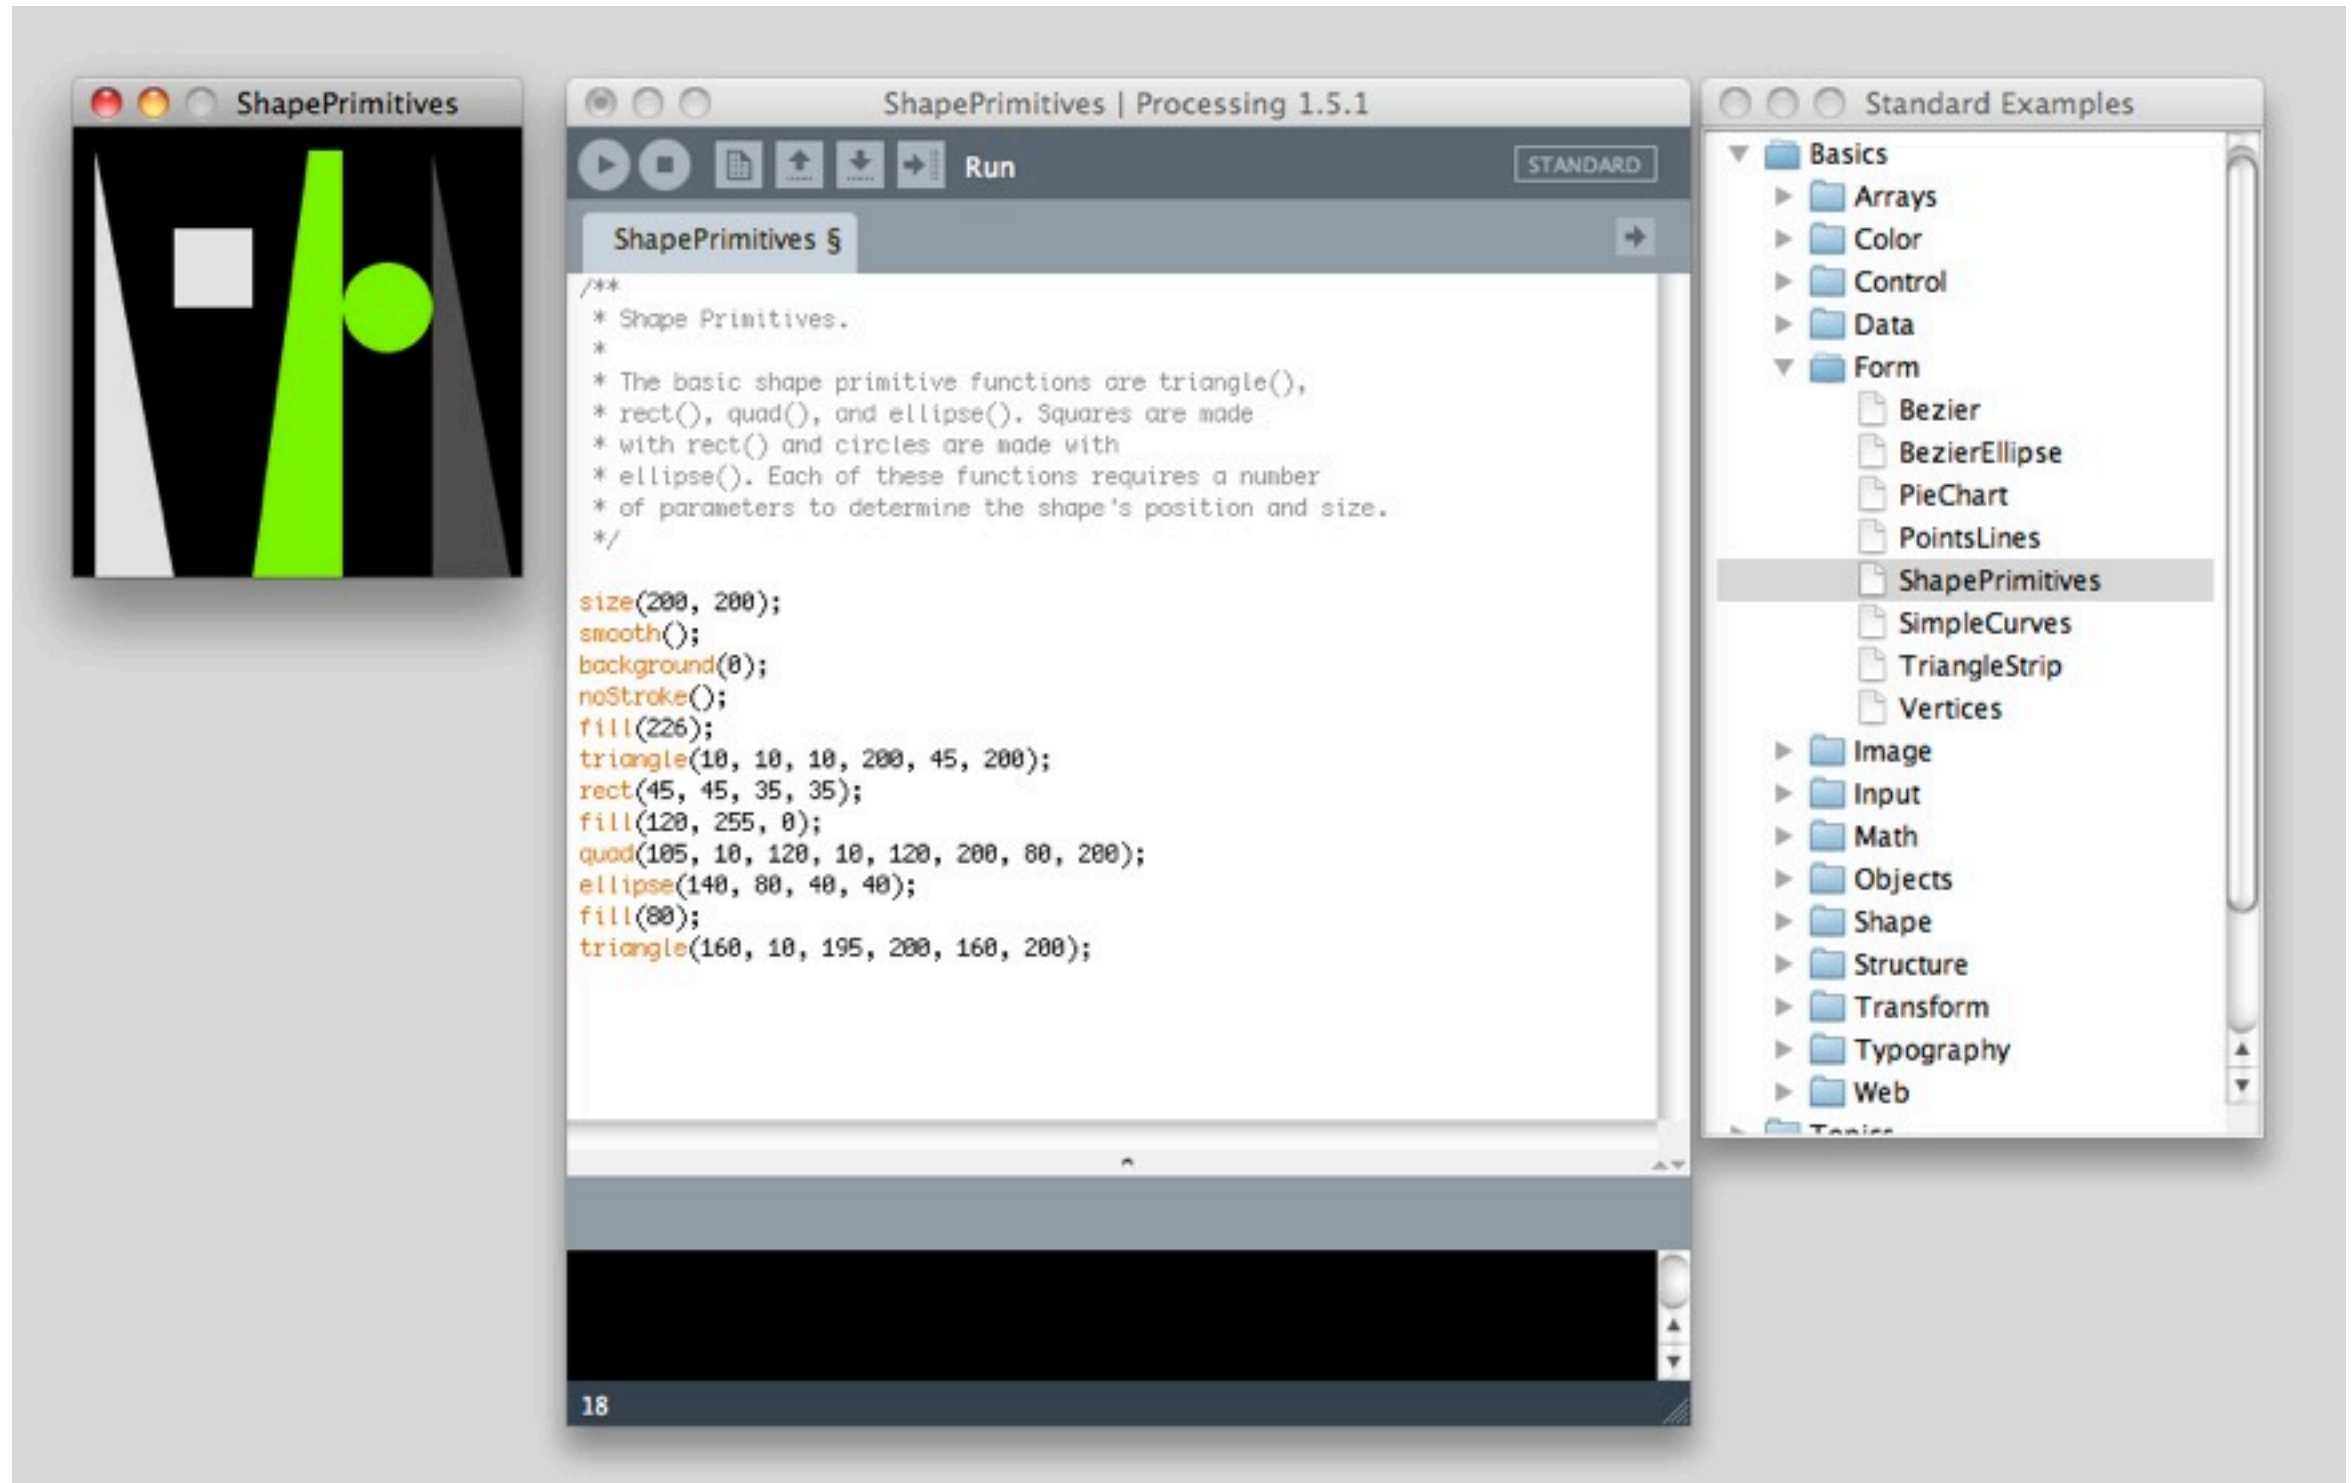 ShapePrimitives
ShapePrimitives | Processing 1.5.1
Run
STANDARD
ShapePrimitives §
/**
 * Shape Primitives.
 *
 * The basic shape primitive functions are triangle(),
 * rect(), quad(), and ellipse(). Squares are made
 * with rect() and circles are made with
 * ellipse(). Each of these functions requires a number
 * of parameters to determine the shape's position and size.
 */
size(200, 200);
smooth();
background(0);
noStroke();
fill(226);
triangle(10, 10, 10, 200, 45, 200);
rect(45, 45, 35, 35);
fill(120, 255, 0);
quad(105, 10, 120, 10, 120, 200, 80, 200);
ellipse(140, 80, 40, 40);
fill(80);
triangle(160, 10, 195, 200, 160, 200);
18
Standard Examples
Basics
Arrays
Color
Control
Data
Form
Bezier
BezierEllipse
PieChart
PointsLines
ShapePrimitives
SimpleCurves
TriangleStrip
Vertices
Image
Input
Math
Objects
Shape
Structure
Transform
Typography
Web
Topics